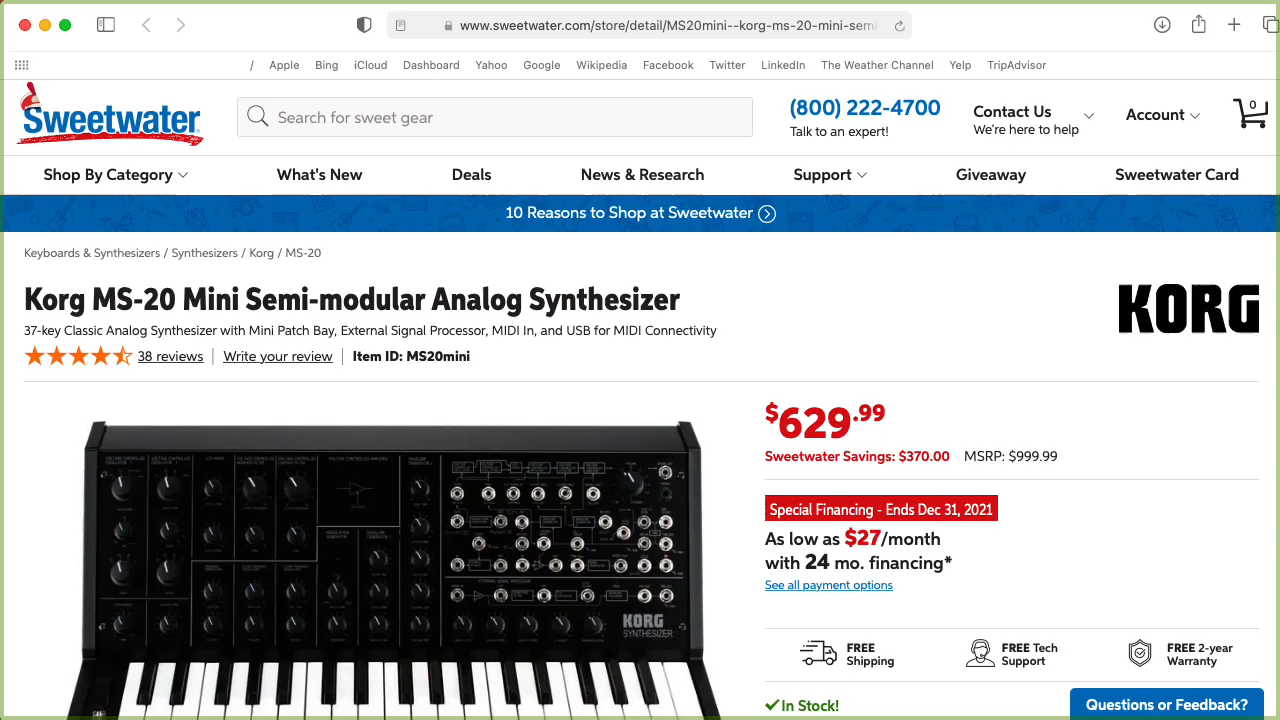 www.sweetwater.com/store/detail/MS20mini--korg-ms-20-mini-semi
/ Apple Bing iCloud Dashboard Yahoo Google Wikipedia Facebook Twitter LinkedIn The Weather Channel Yelp TripAdvisor
Sweetwater
Search for sweet gear
(800) 222-4700
Talk to an expert!
Contact Us
We're here to help
Account
0
Shop By Category What's New Deals News & Research Support Giveaway Sweetwater Card
10 Reasons to Shop at Sweetwater
Keyboards & Synthesizers / Synthesizers / Korg / MS-20
Korg MS-20 Mini Semi-modular Analog Synthesizer
KORG
37-key Classic Analog Synthesizer with Mini Patch Bay, External Signal Processor, MIDI In, and USB for MIDI Connectivity
38 reviews | Write your review | Item ID: MS20mini
$629.99
Sweetwater Savings: $370.00 MSRP: $999.99
Special Financing - Ends Dec 31, 2021
As low as $27/month
with 24 mo. financing*
See all payment options
KORG
SYNTHESIZER
FREE Shipping
FREE Tech Support
FREE 2-year Warranty
In Stock!
Questions or Feedback?